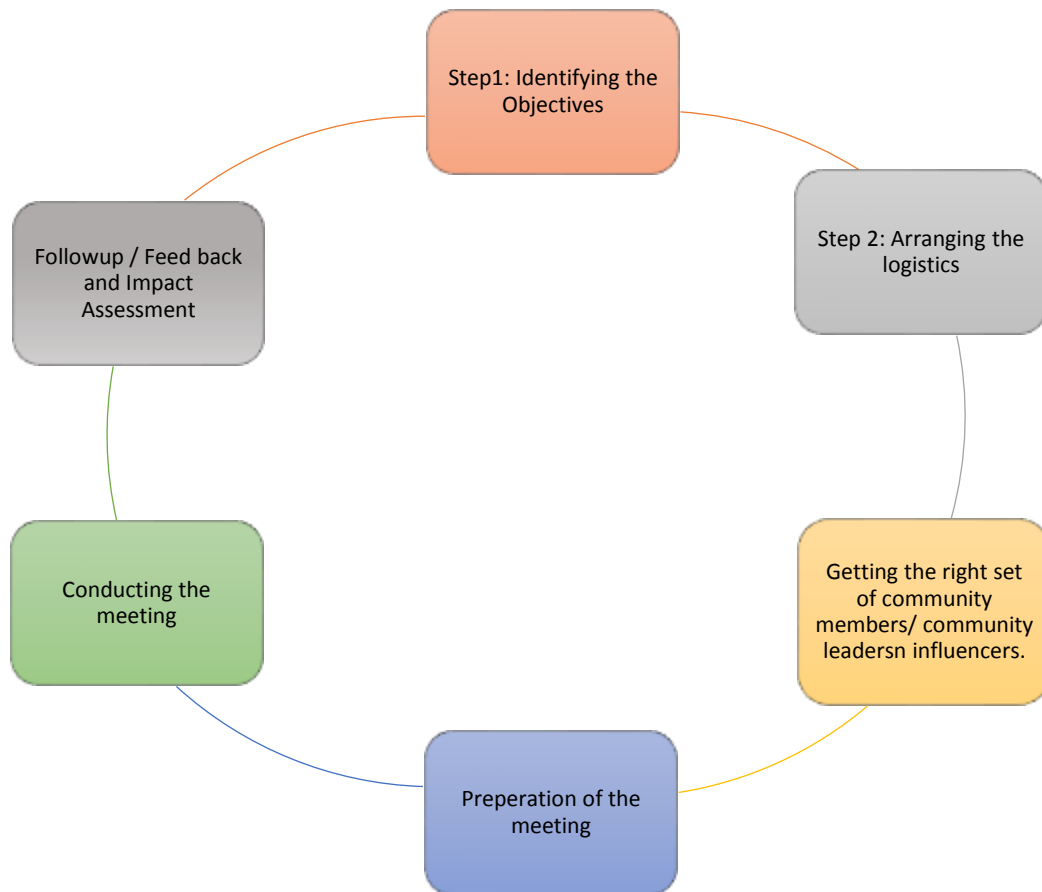 Step1: Identifying the
Objectives
Step 2: Arranging the
logistics
Getting the right set
of community
members/ community
leadersn influencers.
Preperation of the
meeting
Conducting the
meeting
Followup / Feed back
and Impact
Assessment